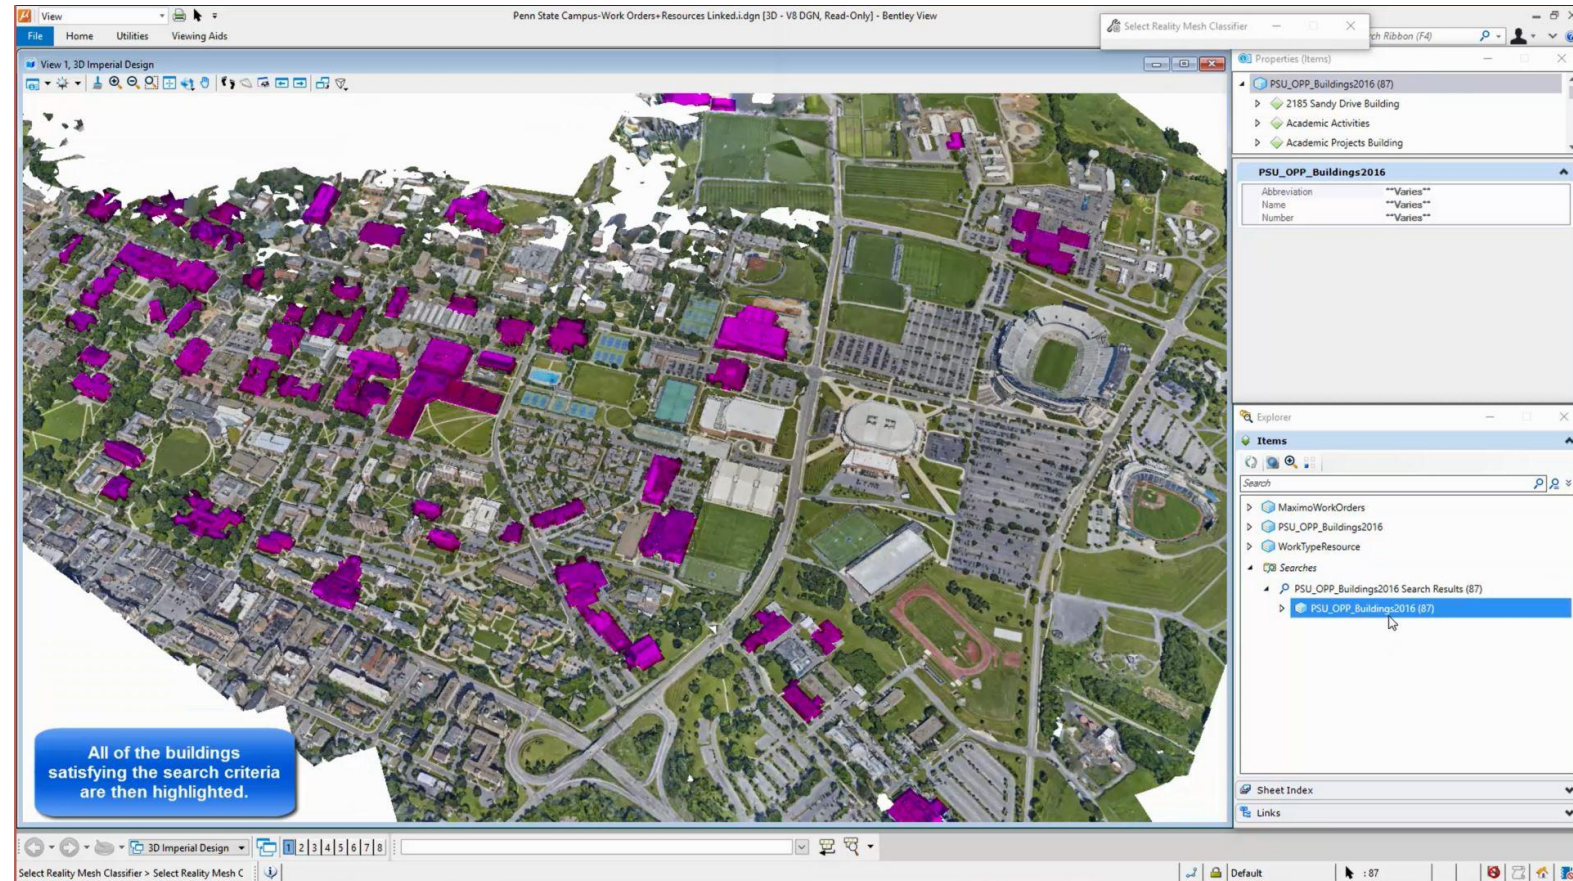 View
Penn State Campus-Work Orders+Resources Linked.i.dgn [3D - V8 DGN, Read-Only] - Bentley View
Select Reality Mesh Classifier
File Home Utilities Viewing Aids
ch Ribbon (F4)
View 1, 3D Imperial Design
Properties (Items)
PSU_OPP_Buildings2016 (87)
2185 Sandy Drive Building
Academic Activities
Academic Projects Building
PSU_OPP_Buildings2016
Abbreviation **Varies**
Name **Varies**
Number **Varies**
Explorer
Items
Search
MaximoWorkOrders
PSU_OPP_Buildings2016
WorkTypeResource
Searches
PSU_OPP_Buildings2016 Search Results (87)
PSU_OPP_Buildings2016 (87)
All of the buildings
satisfying the search criteria
are then highlighted.
Sheet Index
Links
3D Imperial Design 1 2 3 4 5 6 7 8
Select Reality Mesh Classifier > Select Reality Mesh C
Default
: 87